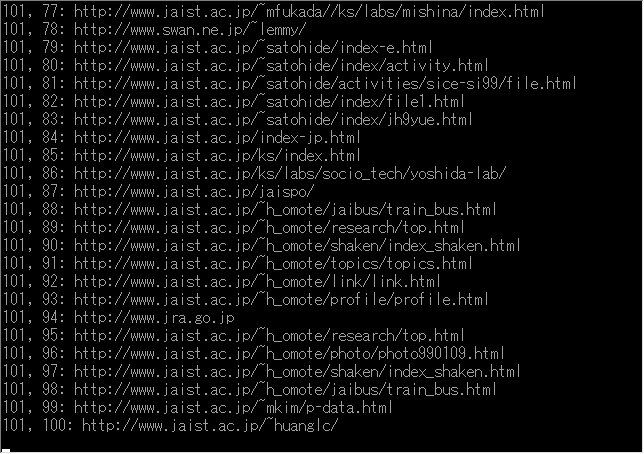 101, 77: http://www.jaist.ac.jp/~mfukada//ks/labs/mishina/index.html
101, 78: http://www.swan.ne.jp/~lemmy/
101, 79: http://www.jaist.ac.jp/~satohide/index-e.html
101, 80: http://www.jaist.ac.jp/~satohide/index/activity.html
101, 81: http://www.jaist.ac.jp/~satohide/activities/sice-si99/file.html
101, 82: http://www.jaist.ac.jp/~satohide/index/file1.html
101, 83: http://www.jaist.ac.jp/~satohide/index/jh9yue.html
101, 84: http://www.jaist.ac.jp/index-jp.html
101, 85: http://www.jaist.ac.jp/ks/index.html
101, 86: http://www.jaist.ac.jp/ks/labs/socio_tech/yoshida-lab/
101, 87: http://www.jaist.ac.jp/jaispo/
101, 88: http://www.jaist.ac.jp/~h_omote/jaibus/train_bus.html
101, 89: http://www.jaist.ac.jp/~h_omote/research/top.html
101, 90: http://www.jaist.ac.jp/~h_omote/shaken/index_shaken.html
101, 91: http://www.jaist.ac.jp/~h_omote/topics/topics.html
101, 92: http://www.jaist.ac.jp/~h_omote/link/link.html
101, 93: http://www.jaist.ac.jp/~h_omote/profile/profile.html
101, 94: http://www.jra.go.jp
101, 95: http://www.jaist.ac.jp/~h_omote/research/top.html
101, 96: http://www.jaist.ac.jp/~h_omote/photo/photo990109.html
101, 97: http://www.jaist.ac.jp/~h_omote/shaken/index_shaken.html
101, 98: http://www.jaist.ac.jp/~h_omote/jaibus/train_bus.html
101, 99: http://www.jaist.ac.jp/~mkim/p-data.html
101, 100: http://www.jaist.ac.jp/~huanglc/